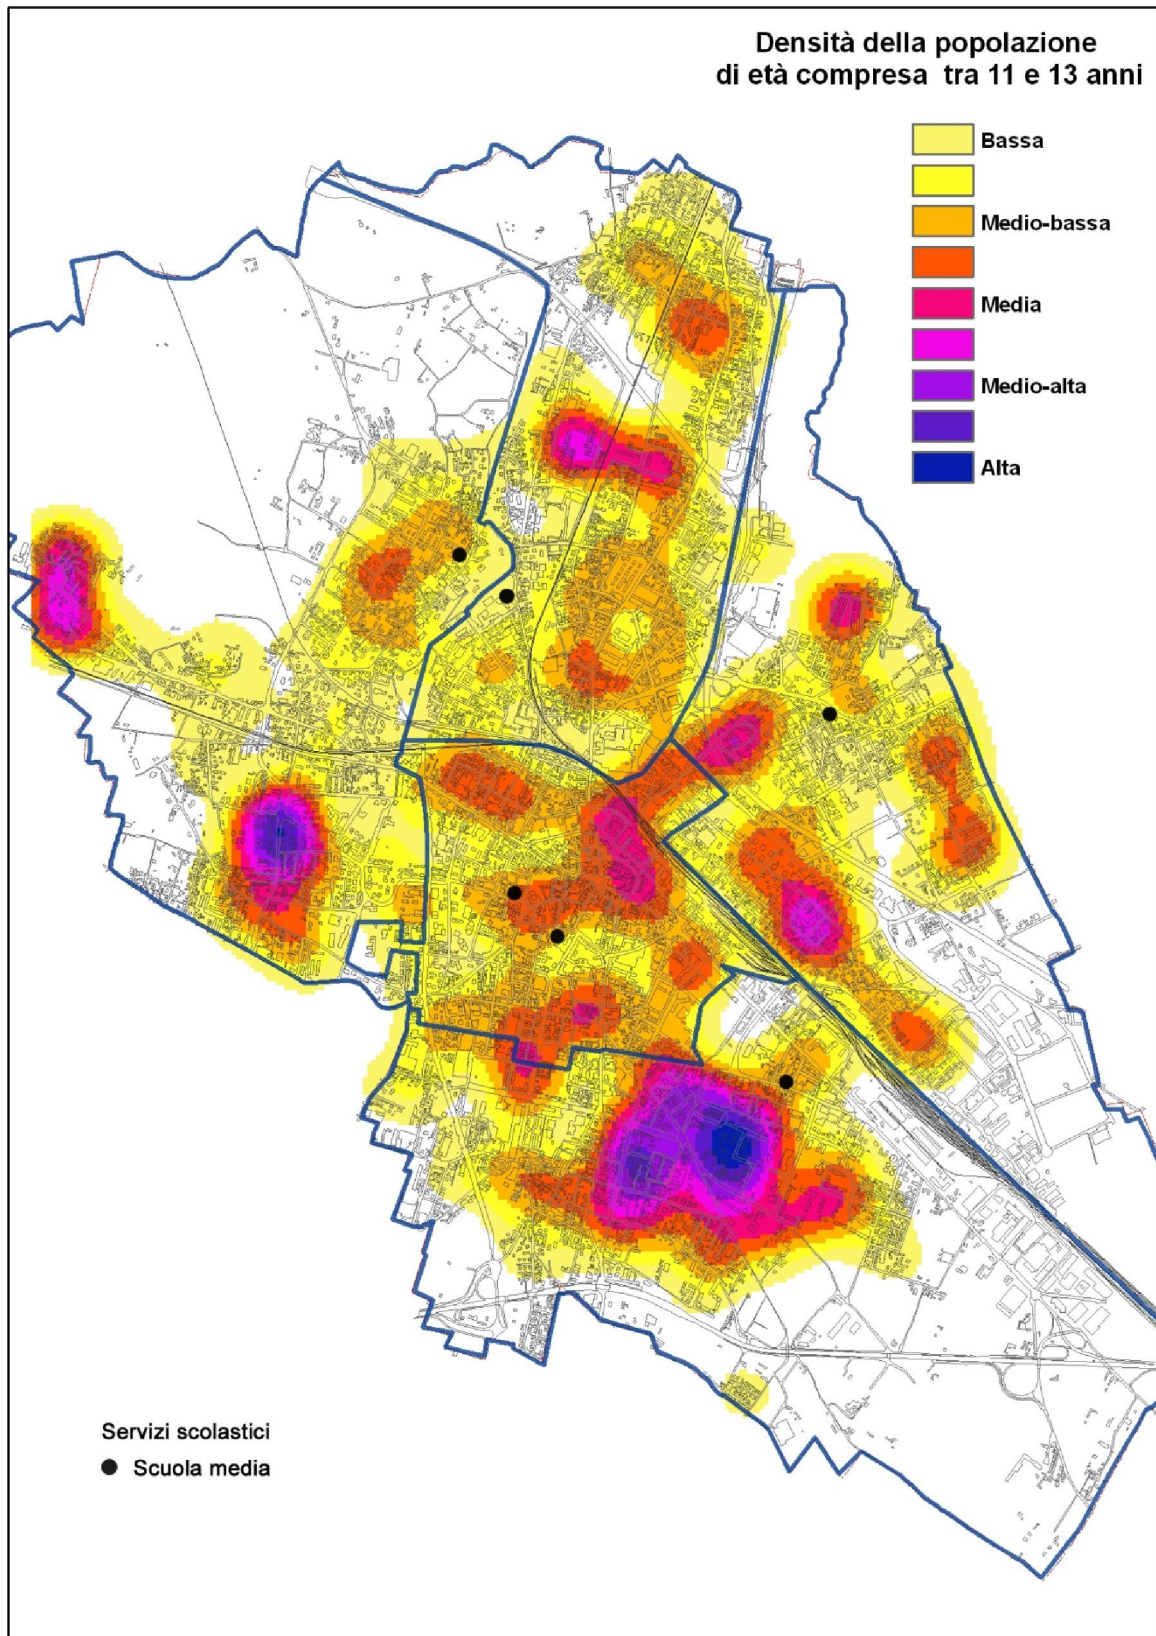 Densità della popolazione
di età compresa tra 11 e 13 anni
Bassa
Medio-bassa
Media
Medio-alta
Alta
Servizi scolastici
Scuola media